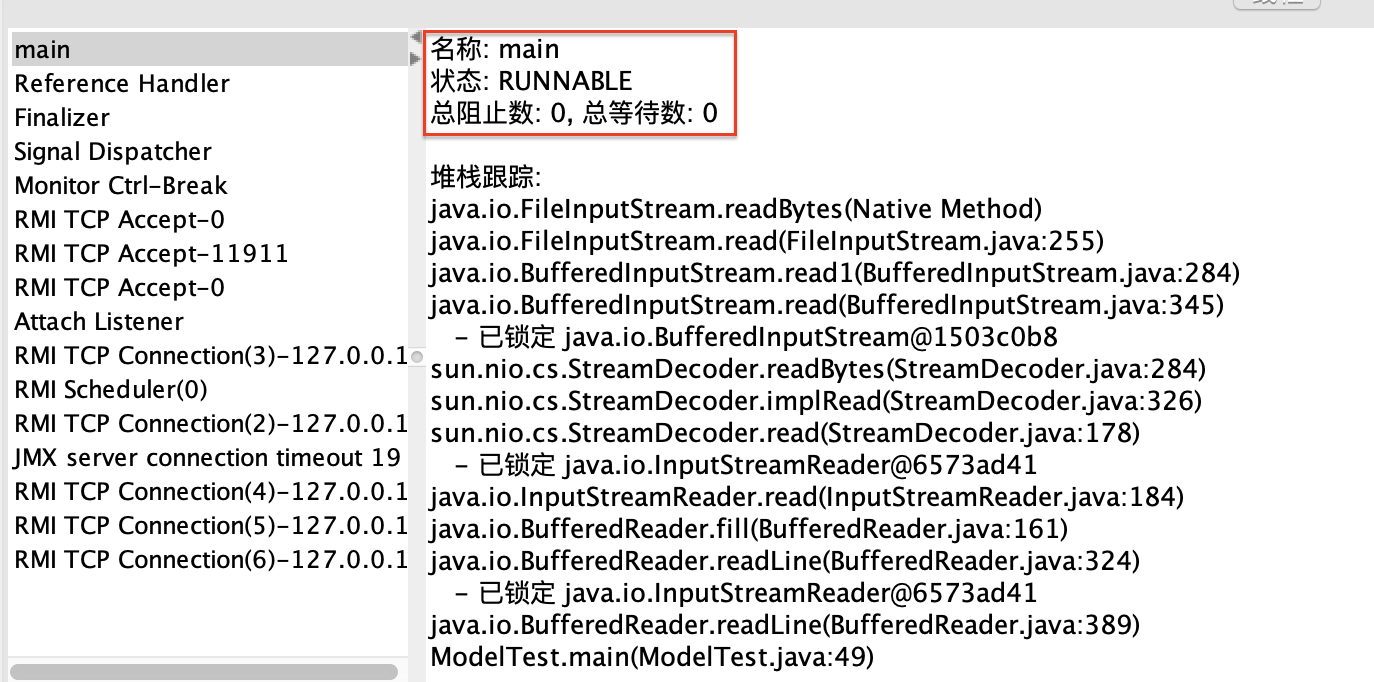 线程
main
Reference Handler
Finalizer
Signal Dispatcher
Monitor Ctrl-Break
RMI TCP Accept-0
RMI TCP Accept-11911
RMI TCP Accept-0
Attach Listener
RMI TCP Connection(3)-127.0.0.1
RMI Scheduler(0)
RMI TCP Connection(2)-127.0.0.1
JMX server connection timeout 19
RMI TCP Connection(4)-127.0.0.1
RMI TCP Connection(5)-127.0.0.1
RMI TCP Connection(6)-127.0.0.1
名称: main
状态: RUNNABLE
总阻止数: 0, 总等待数: 0
堆栈跟踪:
java.io.FileInputStream.readBytes(Native Method)
java.io.FileInputStream.read(FileInputStream.java:255)
java.io.BufferedInputStream.read1(BufferedInputStream.java:284)
java.io.BufferedInputStream.read(BufferedInputStream.java:345)
- 已锁定 java.io.BufferedInputStream@1503c0b8
sun.nio.cs.StreamDecoder.readBytes(StreamDecoder.java:284)
sun.nio.cs.StreamDecoder.implRead(StreamDecoder.java:326)
sun.nio.cs.StreamDecoder.read(StreamDecoder.java:178)
- 已锁定 java.io.InputStreamReader@6573ad41
java.io.InputStreamReader.read(InputStreamReader.java:184)
java.io.BufferedReader.fill(BufferedReader.java:161)
java.io.BufferedReader.readLine(BufferedReader.java:324)
- 已锁定 java.io.InputStreamReader@6573ad41
java.io.BufferedReader.readLine(BufferedReader.java:389)
ModelTest.main(ModelTest.java:49)